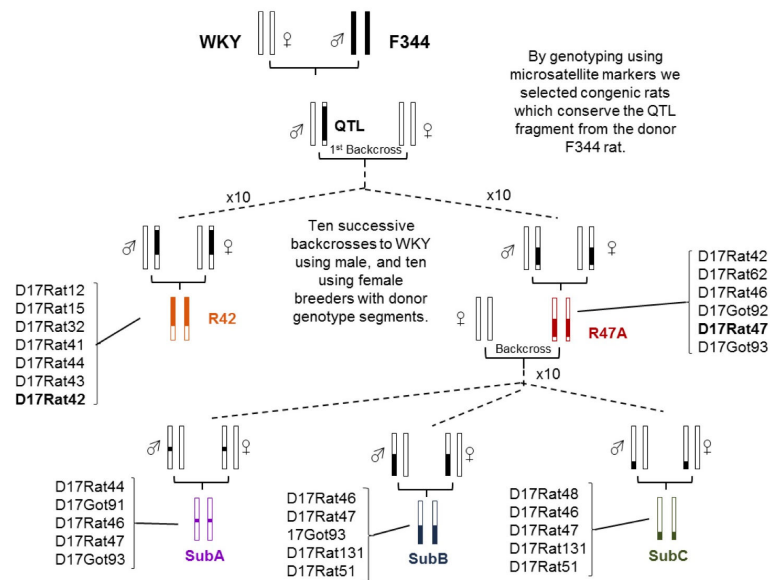 WKY ♀ ♂ F344
By genotyping using
microsatellite markers we
selected congenic rats
which conserve the QTL
fragment from the donor
F344 rat.
♂ QTL ♀
1st Backcross
x10 x10
Ten successive
backcrosses to WKY
using male, and ten
using female
breeders with donor
genotype segments.
♂ ♀
D17Rat12
D17Rat15
D17Rat32
D17Rat41
D17Rat44
D17Rat43
D17Rat42
R42
♂ ♀
D17Rat42
D17Rat62
D17Rat46
D17Got92
D17Rat47
D17Got93
♀ R47A
Backcross
x10
♂ ♀
D17Rat44
D17Got91
D17Rat46
D17Rat47
D17Got93
SubA
♂ ♀
D17Rat46
D17Rat47
17Got93
D17Rat131
D17Rat51
SubB
♂ ♀
D17Rat48
D17Rat46
D17Rat47
D17Rat131
D17Rat51
SubC